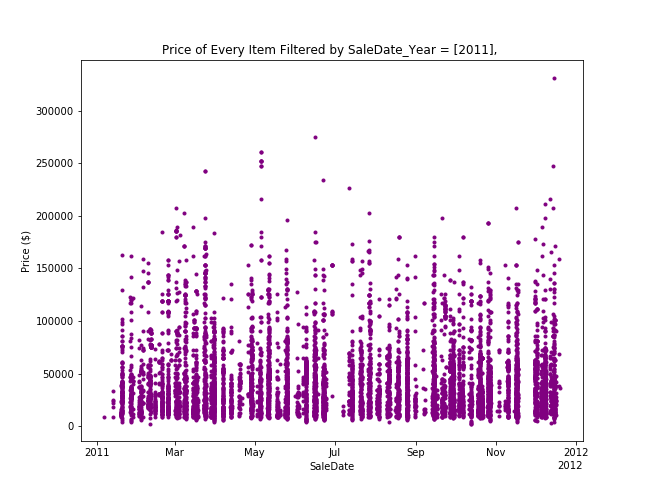 Price of Every Item Filtered by SaleDate_Year = [2011],
300000
250000
200000
150000
100000
50000
0
Price ($)
2011 Mar May Jul Sep Nov 2012
2012
SaleDate